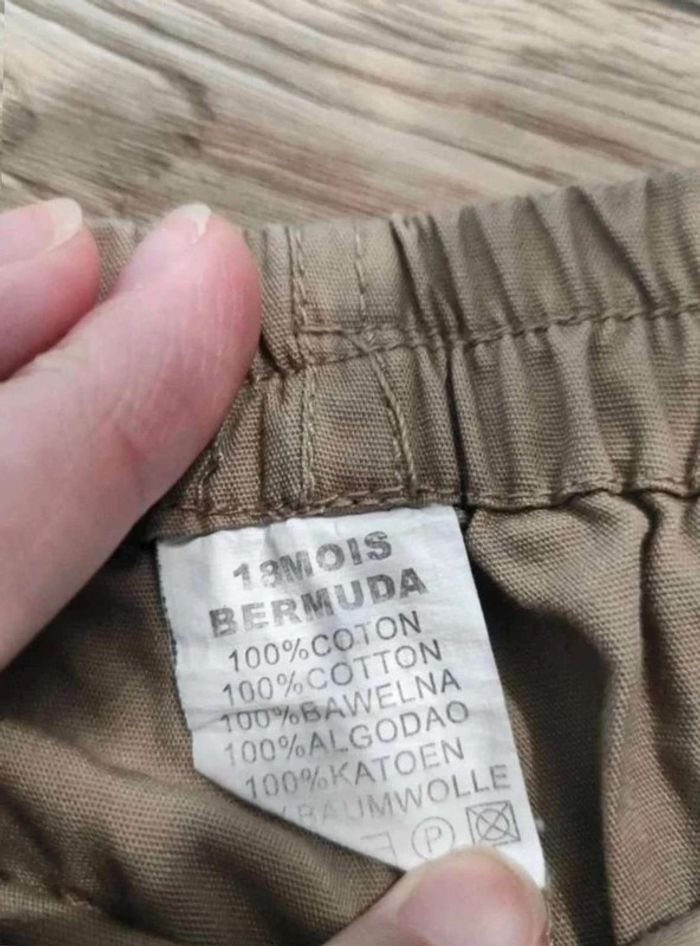 18MOIS
BERMUDA
100%COTON
100%COTTON
100%BAWELNA
100%ALGODAO
100%KATOEN
BAUMWOLLE
P